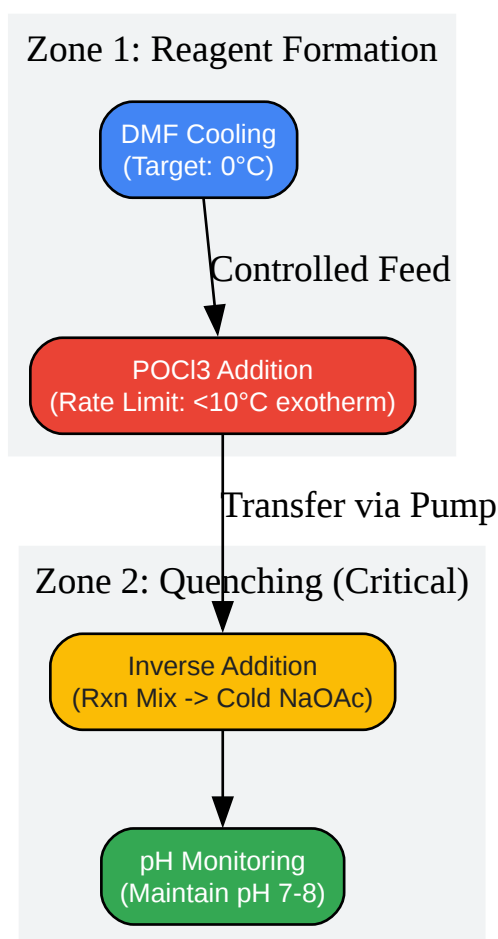 Zone 1: Reagent Formation
DMF Cooling
(Target: 0°C)
Controlled Feed
POCl3 Addition
(Rate Limit: <10°C exotherm)
Transfer via Pump
Zone 2: Quenching (Critical)
Inverse Addition
(Rxn Mix -> Cold NaOAc)
pH Monitoring
(Maintain pH 7-8)